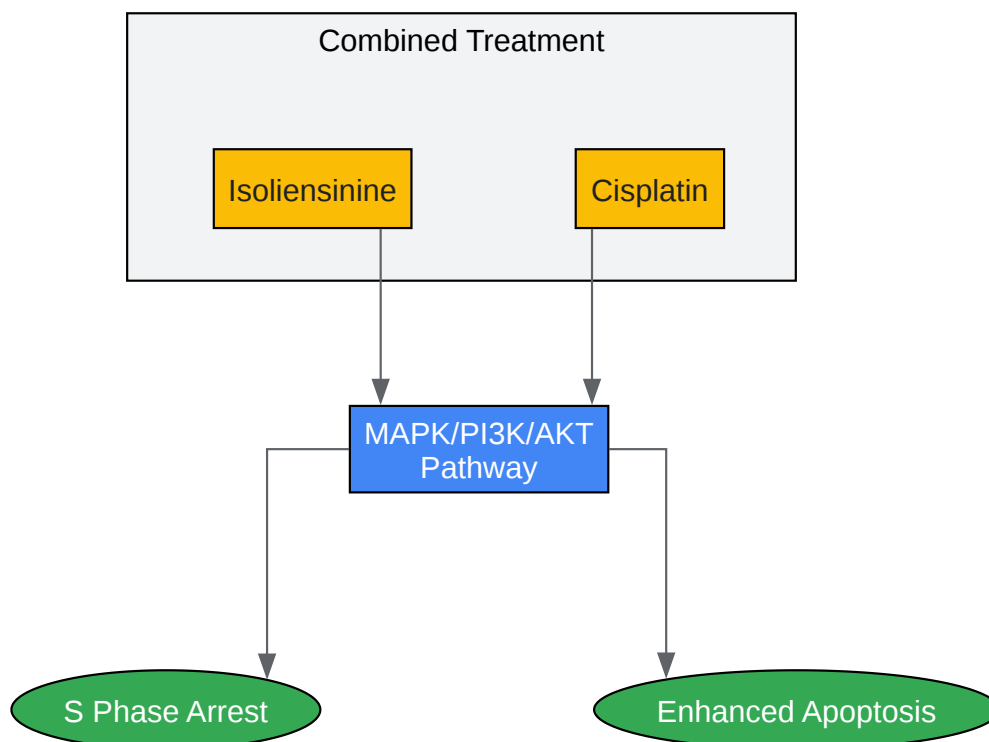 Combined Treatment
Isoliensinine
Cisplatin
MAPK/PI3K/AKT
Pathway
S Phase Arrest
Enhanced Apoptosis